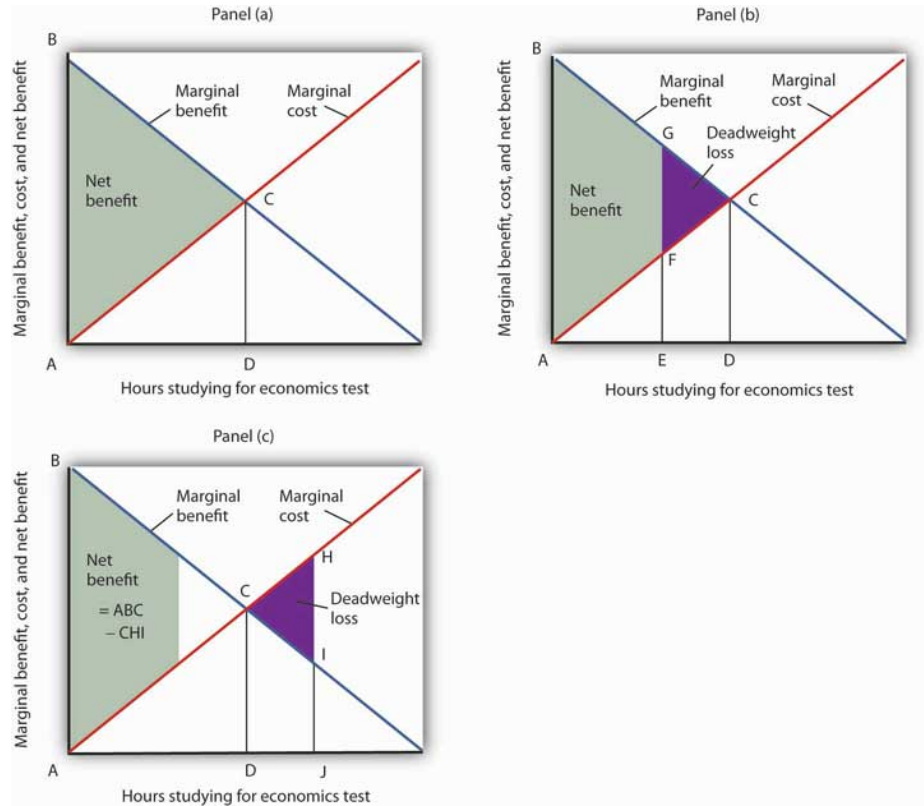 Panel (a)
B
Marginal
benefit
Marginal
cost
Net
benefit
C
A
D
Marginal benefit, cost, and net benefit
Hours studying for economics test
Panel (b)
B
Marginal
benefit
Marginal
cost
G
Deadweight
loss
Net
benefit
C
F
A
E
D
Marginal benefit, cost, and net benefit
Hours studying for economics test
Panel (c)
B
Marginal
benefit
Marginal
cost
Net
benefit
= ABC
– CHI
H
C
Deadweight
loss
I
A
D
J
Marginal benefit, cost, and net benefit
Hours studying for economics test